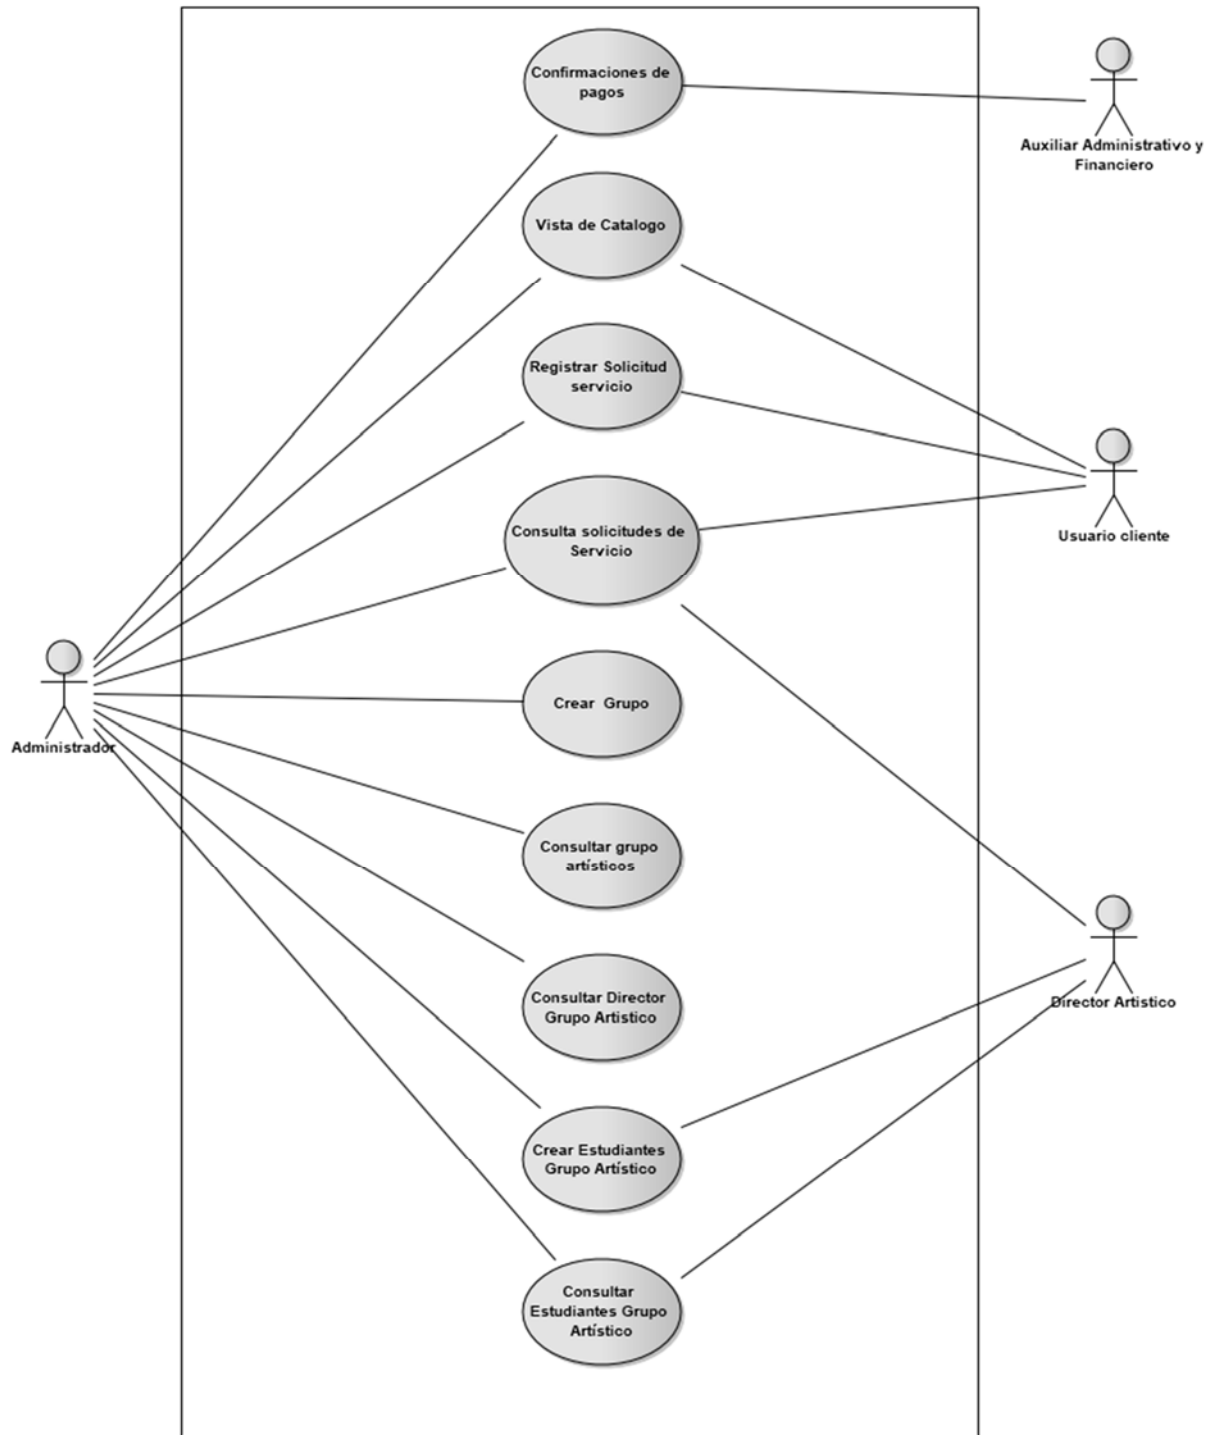 Confirmaciones de
pagos
Auxiliar Administrativo y
Financiero
Vista de Catalogo
Registrar Solicitud
servicio
Consulta solicitudes de
Servicio
Usuario cliente
Crear Grupo
Administrador
Consultar grupo
artísticos
Consultar Director
Grupo Artistico
Director Artistico
Crear Estudiantes
Grupo Artístico
Consultar
Estudiantes Grupo
Artístico